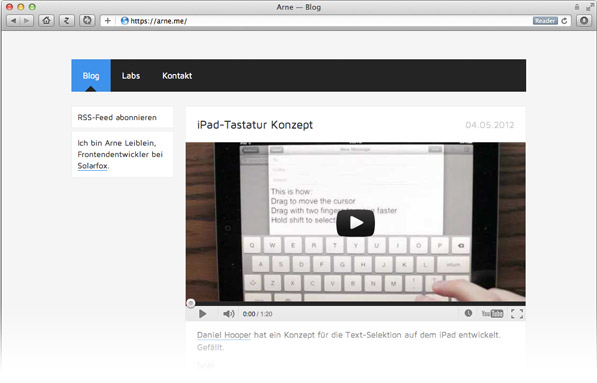 Arne — Blog
https://arne.me/
Reader
Blog
Labs
Kontakt
RSS-Feed abonnieren
Ich bin Arne Leiblein,
Frontendentwickler bei
Solarfox.
iPad-Tastatur Konzept
04.05.2012
New Message
This is how:
Drag to move the cursor
Drag with two fingers faster
Hold shift to select
Q W E R T Y U I O P
A S D F G H J K L return
Z X C V B N M
0:00 / 1:20
YouTube
Daniel Hooper hat ein Konzept für die Text-Selektion auf dem iPad entwickelt.
Gefällt.